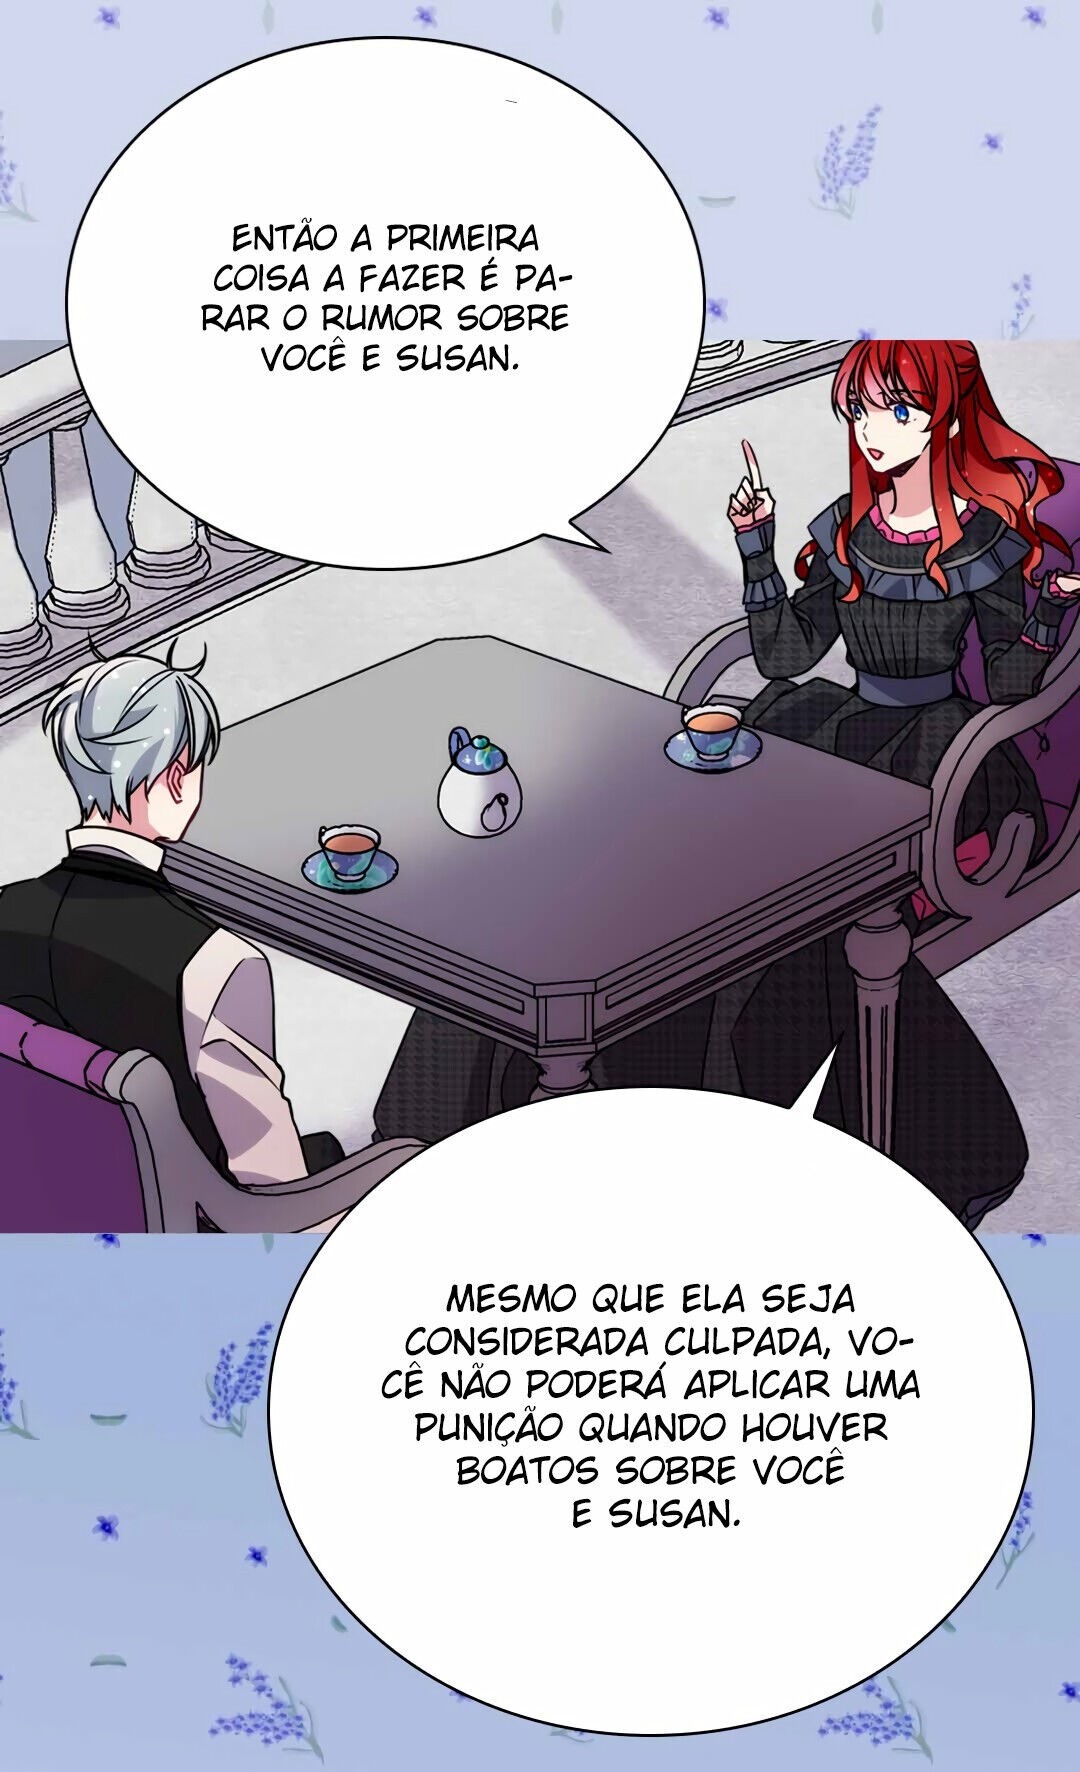 ENTÃO A PRIMEIRA
COISA A FAZER É PA-
RAR O RUMOR SOBRE
VOCÊ E SUSAN.
MESMO QUE ELA SEJA
CONSIDERADA CULPADA, VO-
CÊ NÃO PODERÁ APLICAR UMA
PUNIÇÃO QUANDO HOUVER
BOATOS SOBRE VOCÊ
E SUSAN.